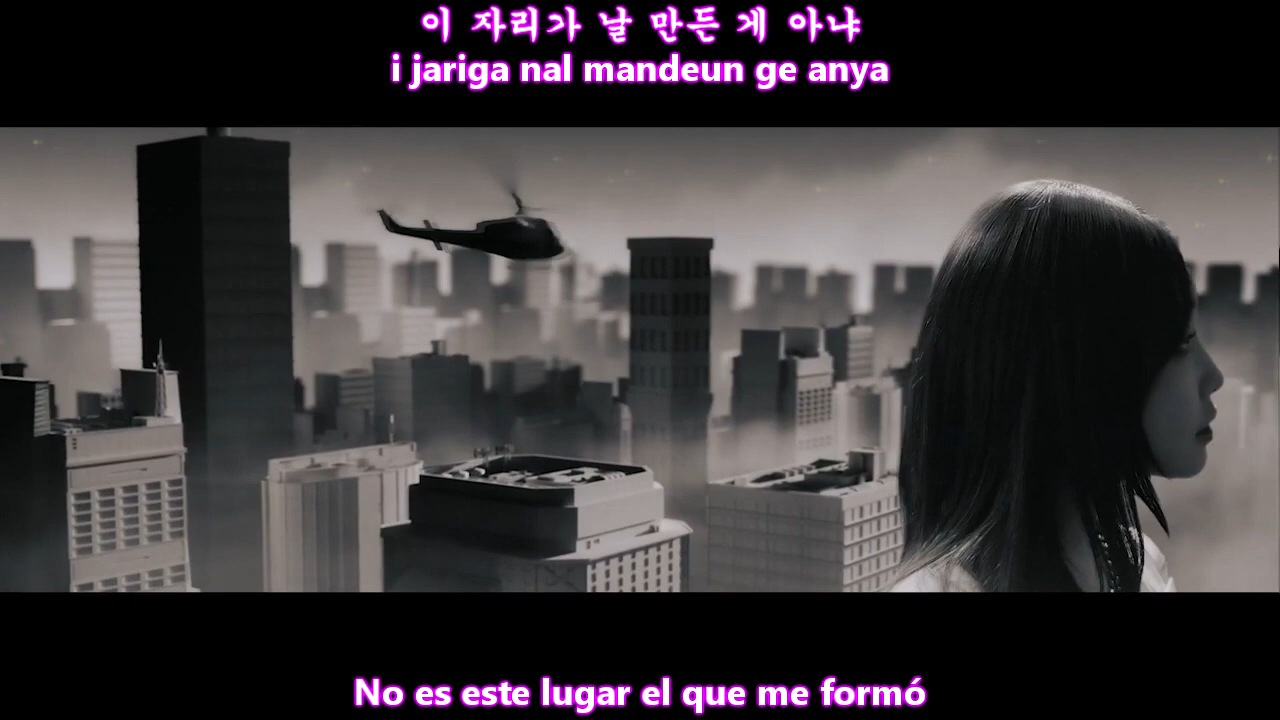 이 자리가 날 만든 게 아냐
i jariga nal mandeun ge anya
No es este lugar el que me formó